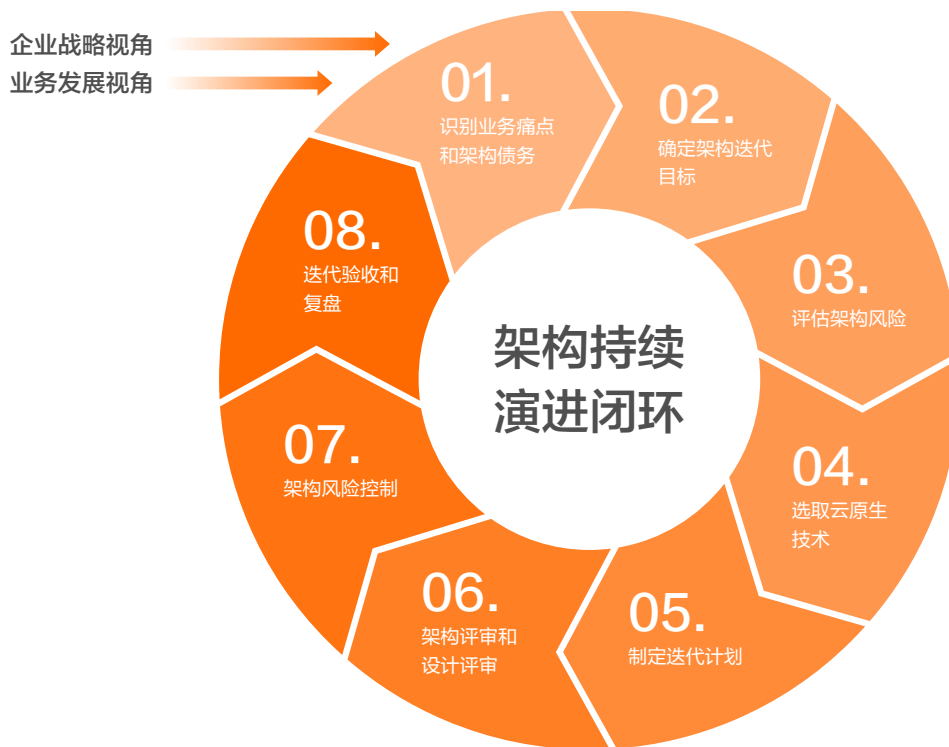 企业战略视角
业务发展视角
01.
识别业务痛点
和架构债务
02.
确定架构迭代
目标
03.
评估架构风险
04.
选取云原生
技术
05.
制定迭代计划
06.
架构评审和
设计评审
07.
架构风险控制
08.
迭代验收和
复盘
架构持续
演进闭环